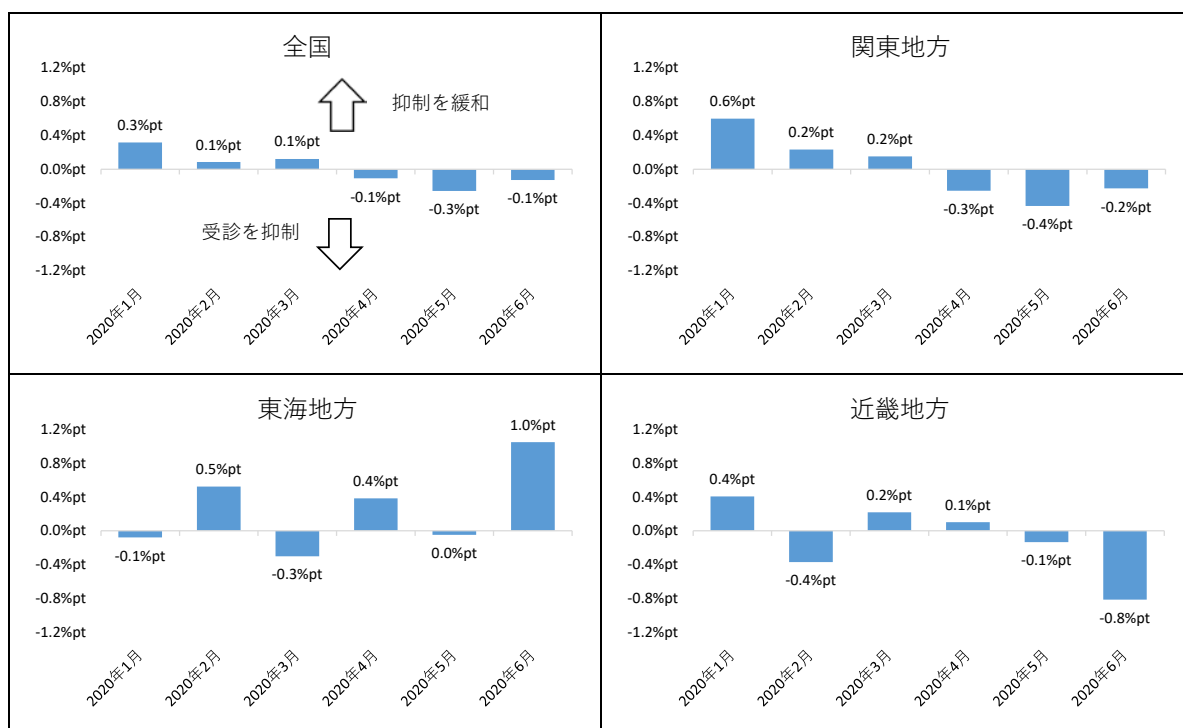 全国
1.2%pt
0.8%pt
0.4%pt
0.0%pt
-0.4%pt
-0.8%pt
-1.2%pt
0.3%pt
0.1%pt
0.1%pt
-0.1%pt
-0.3%pt
-0.1%pt
抑制を緩和
受診を抑制
2020年1月
2020年2月
2020年3月
2020年4月
2020年5月
2020年6月
関東地方
1.2%pt
0.8%pt
0.4%pt
0.0%pt
-0.4%pt
-0.8%pt
-1.2%pt
0.6%pt
0.2%pt
0.2%pt
-0.3%pt
-0.4%pt
-0.2%pt
2020年1月
2020年2月
2020年3月
2020年4月
2020年5月
2020年6月
東海地方
1.2%pt
0.8%pt
0.4%pt
0.0%pt
-0.4%pt
-0.8%pt
-1.2%pt
-0.1%pt
0.5%pt
-0.3%pt
0.4%pt
0.0%pt
1.0%pt
2020年1月
2020年2月
2020年3月
2020年4月
2020年5月
2020年6月
近畿地方
1.2%pt
0.8%pt
0.4%pt
0.0%pt
-0.4%pt
-0.8%pt
-1.2%pt
0.4%pt
-0.4%pt
0.2%pt
0.1%pt
-0.1%pt
-0.8%pt
2020年1月
2020年2月
2020年3月
2020年4月
2020年5月
2020年6月